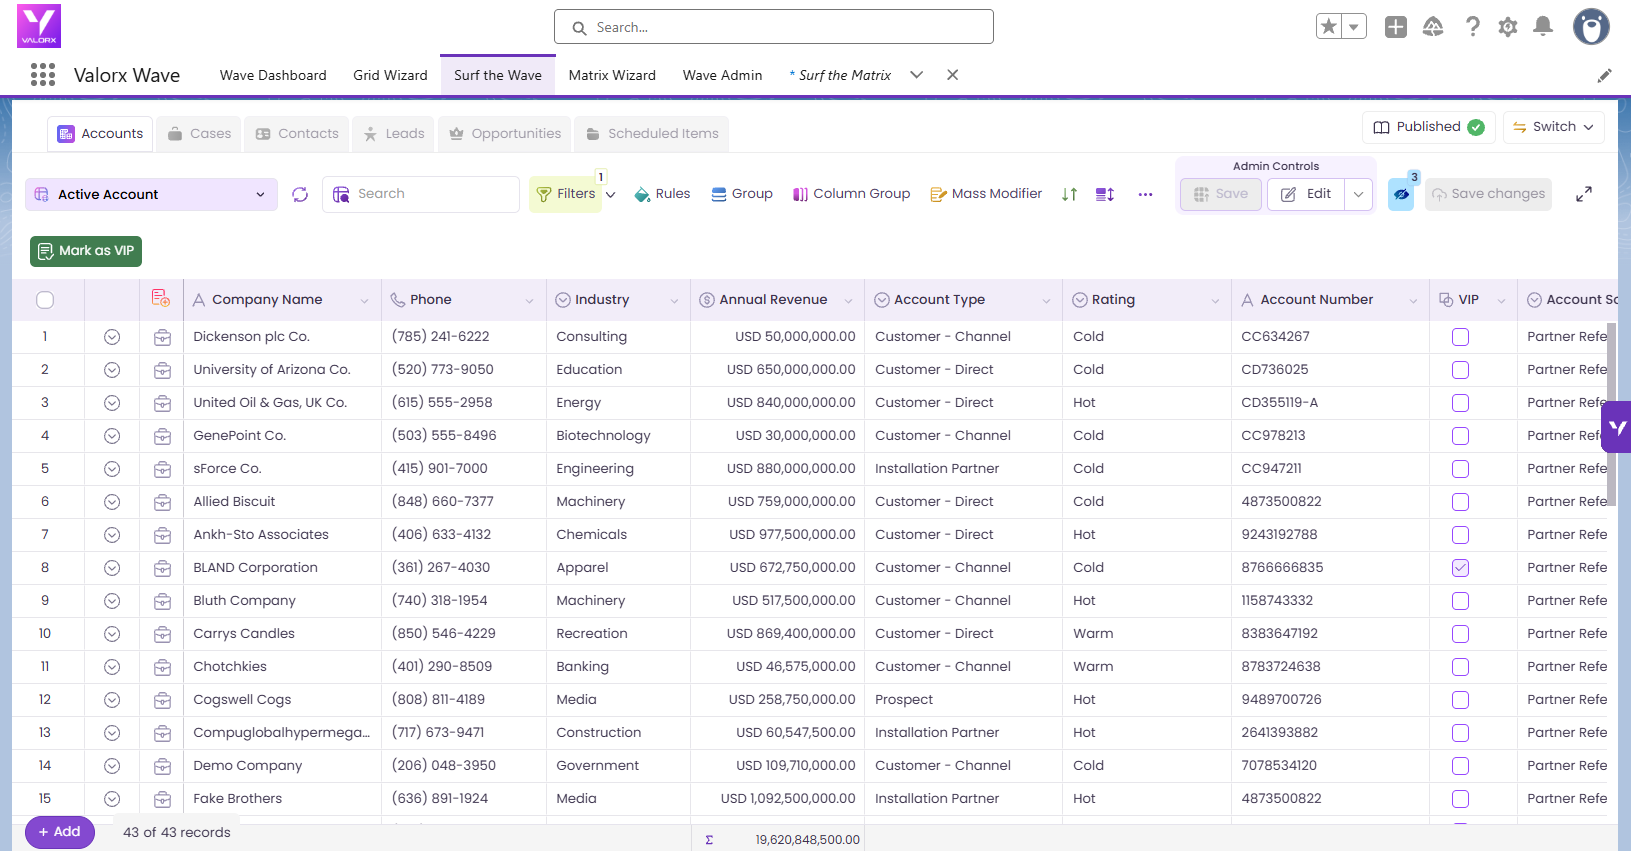 VALORX
Search...
Valorx Wave
Wave Dashboard
Grid Wizard
Surf the Wave
Matrix Wizard
Wave Admin
* Surf the Matrix
Accounts
Cases
Contacts
Leads
Opportunities
Scheduled Items
Published
Switch
Admin Controls
Active Account
Search
Filters
1
Rules
Group
Column Group
Mass Modifier
Save
Edit
3
Save changes
Mark as VIP
Company Name Phone Industry Annual Revenue Account Type Rating Account Number VIP Account Sc
1 Dickenson plc Co. (785) 241-6222 Consulting USD 50,000,000.00 Customer - Channel Cold CC634267 Partner Refe
2 University of Arizona Co. (520) 773-9050 Education USD 650,000,000.00 Customer - Direct Cold CD736025 Partner Refe
3 United Oil & Gas, UK Co. (615) 555-2958 Energy USD 840,000,000.00 Customer - Direct Hot CD355119-A Partner Refe
4 GenePoint Co. (503) 555-8496 Biotechnology USD 30,000,000.00 Customer - Channel Cold CC978213 Partner Refe
5 sForce Co. (415) 901-7000 Engineering USD 880,000,000.00 Installation Partner Cold CC947211 Partner Refe
6 Allied Biscuit (848) 660-7377 Machinery USD 759,000,000.00 Customer - Direct Cold 4873500822 Partner Refe
7 Ankh-Sto Associates (406) 633-4132 Chemicals USD 977,500,000.00 Customer - Direct Hot 9243192788 Partner Refe
8 BLAND Corporation (361) 267-4030 Apparel USD 672,750,000.00 Customer - Channel Cold 8766666835 Partner Refe
9 Bluth Company (740) 318-1954 Machinery USD 517,500,000.00 Customer - Channel Hot 1158743332 Partner Refe
10 Carrys Candles (850) 546-4229 Recreation USD 869,400,000.00 Customer - Direct Warm 8383647192 Partner Refe
11 Chotchkies (401) 290-8509 Banking USD 46,575,000.00 Customer - Channel Warm 8783724638 Partner Refe
12 Cogswell Cogs (808) 811-4189 Media USD 258,750,000.00 Prospect Hot 9489700726 Partner Refe
13 Compuglobalhypermega... (717) 673-9471 Construction USD 60,547,500.00 Installation Partner Hot 2641393882 Partner Refe
14 Demo Company (206) 048-3950 Government USD 109,710,000.00 Customer - Channel Cold 7078534120 Partner Refe
15 Fake Brothers (636) 891-1924 Media USD 1,092,500,000.00 Installation Partner Hot 4873500822 Partner Refe
+ Add
43 of 43 records
Σ 19,620,848,500.00